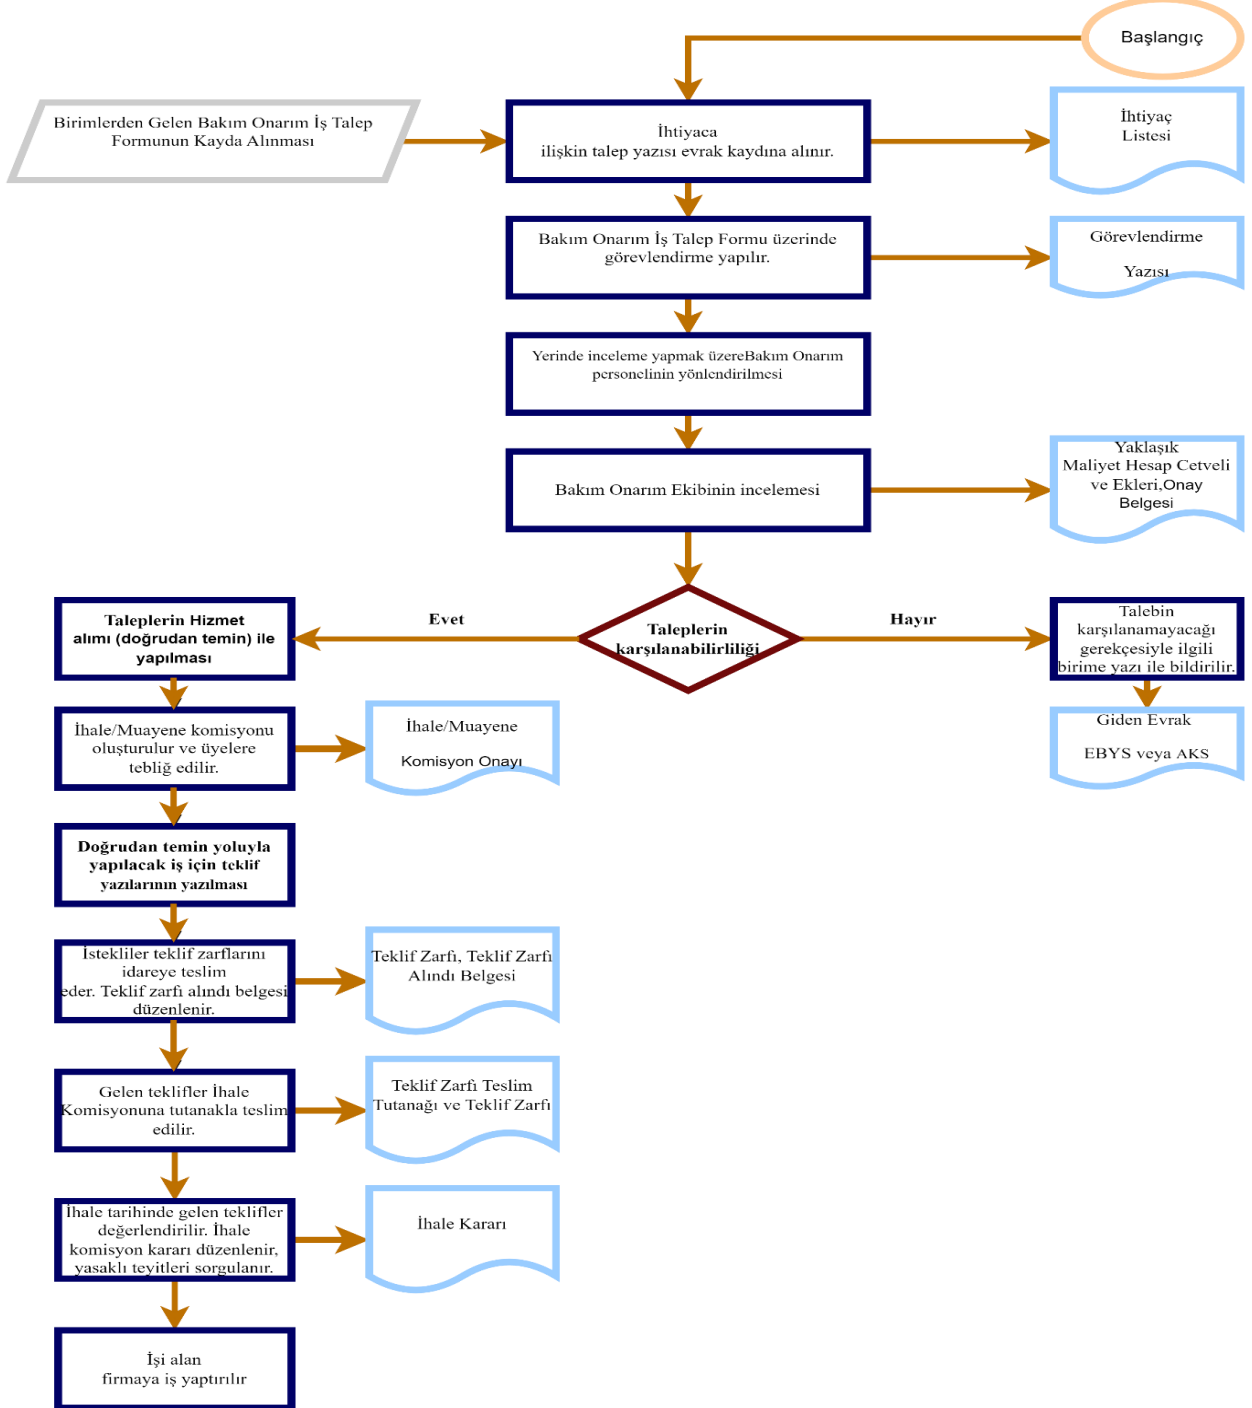 Başlangıç
Birimlerden Gelen Bakım Onarım İş Talep
Formunun Kayda Alınması
İhtiyaca
ilişkin talep yazısı evrak kaydına alınır.
İhtiyaç
Listesi
Bakım Onarım İş Talep Formu üzerinde
görevlendirme yapılır.
Görevlendirme
Yazısı
Yerinde inceleme yapmak üzereBakım Onarım
personelinin yönlendirilmesi
Bakım Onarım Ekibinin incelemesi
Yaklaşık
Maliyet Hesap Cetveli
ve Ekleri,Onay
Belgesi
Taleplerin Hizmet
alımı (doğrudan temin) ile
yapılması
Evet
Taleplerin
karşılanabilirliliği
Hayır
Talebin
karşılanamayacağı
gerekçesiyle ilgili
birime yazı ile bildirilir.
İhale/Muayene komisyonu
oluşturulur ve üyelere
tebliğ edilir.
İhale/Muayene
Komisyon Onayı
Giden Evrak
EBYS veya AKS
Doğrudan temin yoluyla
yapılacak iş için teklif
yazılarının yazılması
İstekliler teklif zarflarını
idareye teslim
eder. Teklif zarfı alındı belgesi
düzenlenir.
Teklif Zarfı, Teklif Zarfı
Alındı Belgesi
Gelen teklifler İhale
Komisyonuna tutanakla teslim
edilir.
Teklif Zarfı Teslim
Tutanağı ve Teklif Zarfı
İhale tarihinde gelen teklifler
değerlendirilir. İhale
komisyon kararı düzenlenir,
yasaklı teyitleri sorgulanır.
İhale Kararı
İşi alan
firmaya iş yaptırılır